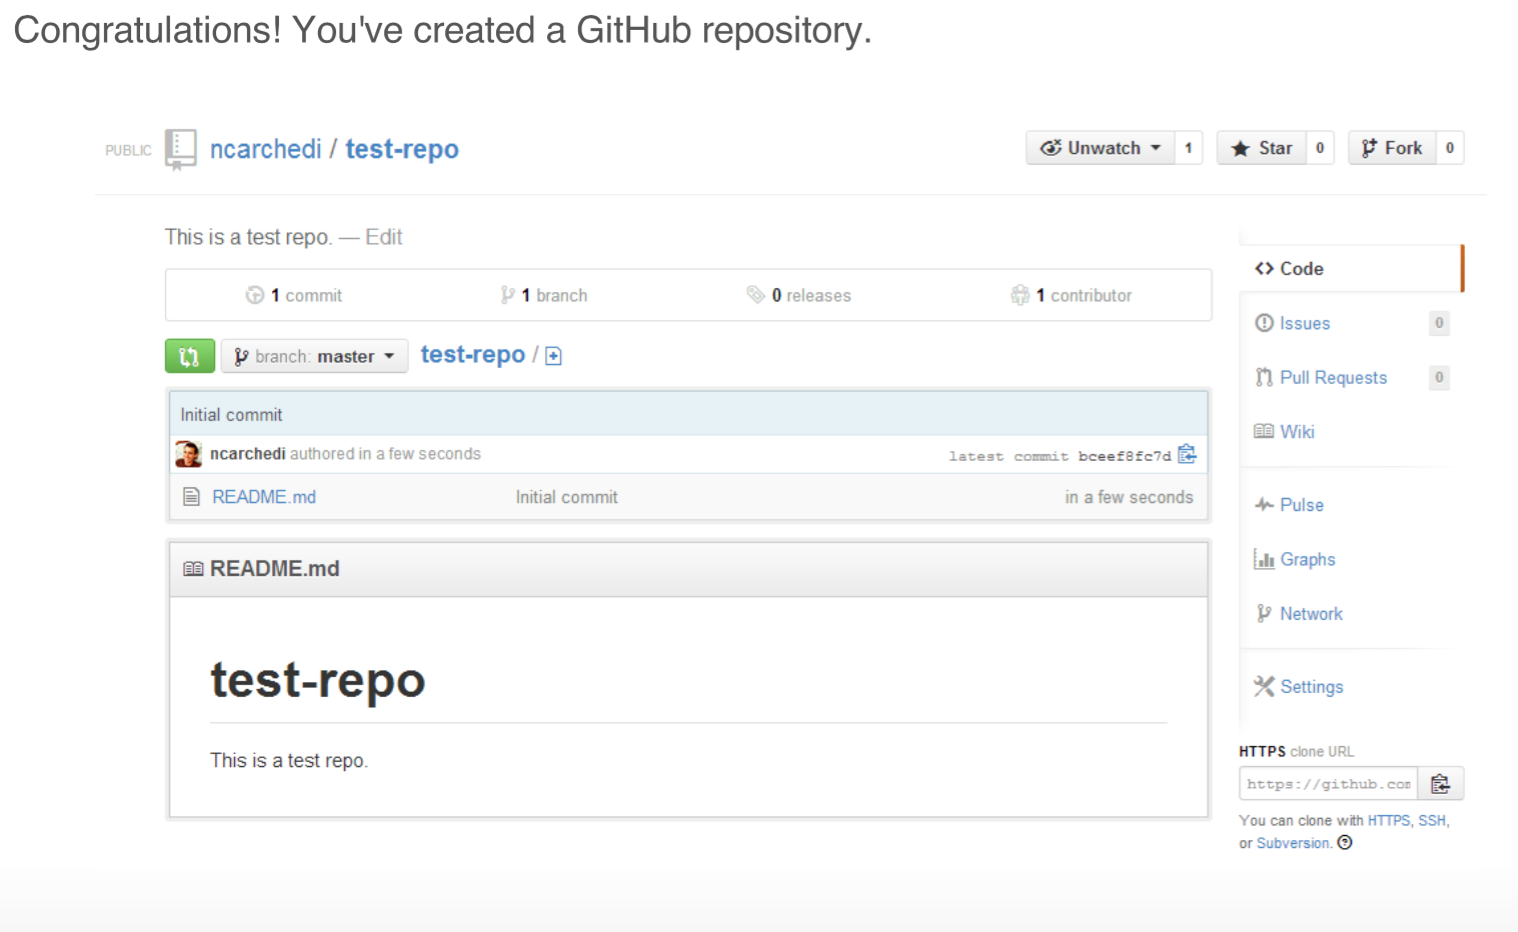 Congratulations! You've created a GitHub repository.
PUBLIC ncarchedi / test-repo Unwatch 1 Star 0 Fork 0
This is a test repo. — Edit
1 commit 1 branch 0 releases 1 contributor
branch: master test-repo /
Initial commit
ncarchedi authored in a few seconds latest commit bceef8fc7d
README.md Initial commit in a few seconds
README.md
test-repo
This is a test repo.
Code
Issues 0
Pull Requests 0
Wiki
Pulse
Graphs
Network
Settings
HTTPS clone URL
https://github.com
You can clone with HTTPS, SSH,
or Subversion.